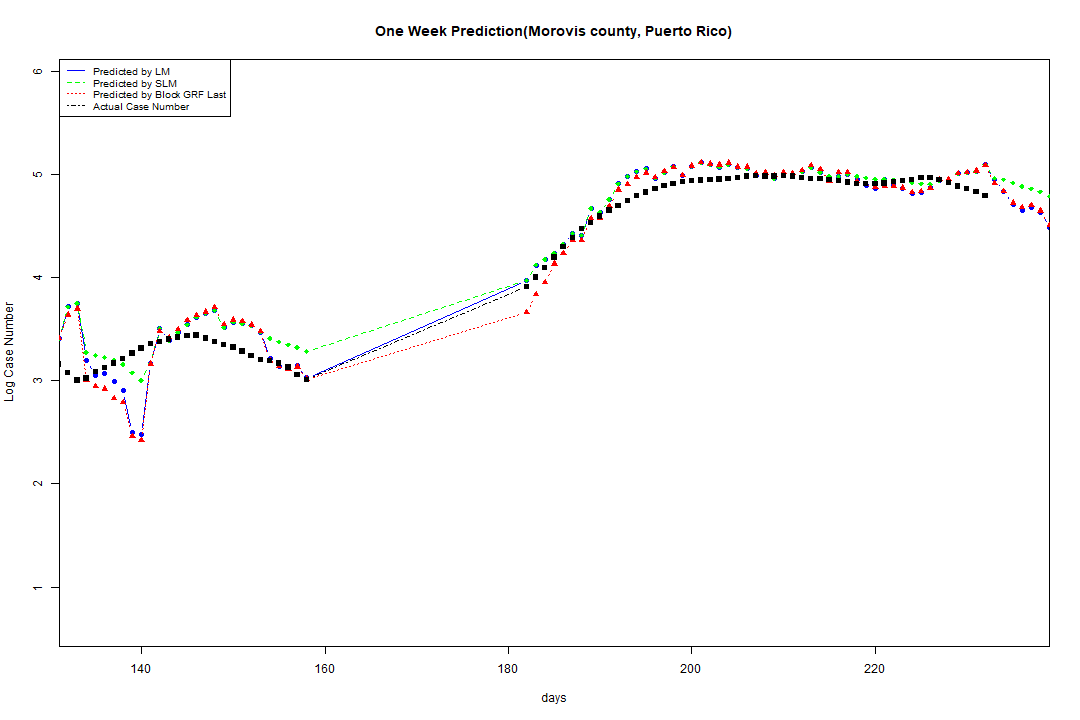 One Week Prediction(Morovis county, Puerto Rico)
Predicted by LM
Predicted by SLM
Predicted by Block GRF Last
Actual Case Number
6
5
4
3
2
1
Log Case Number
140 160 180 200 220
days